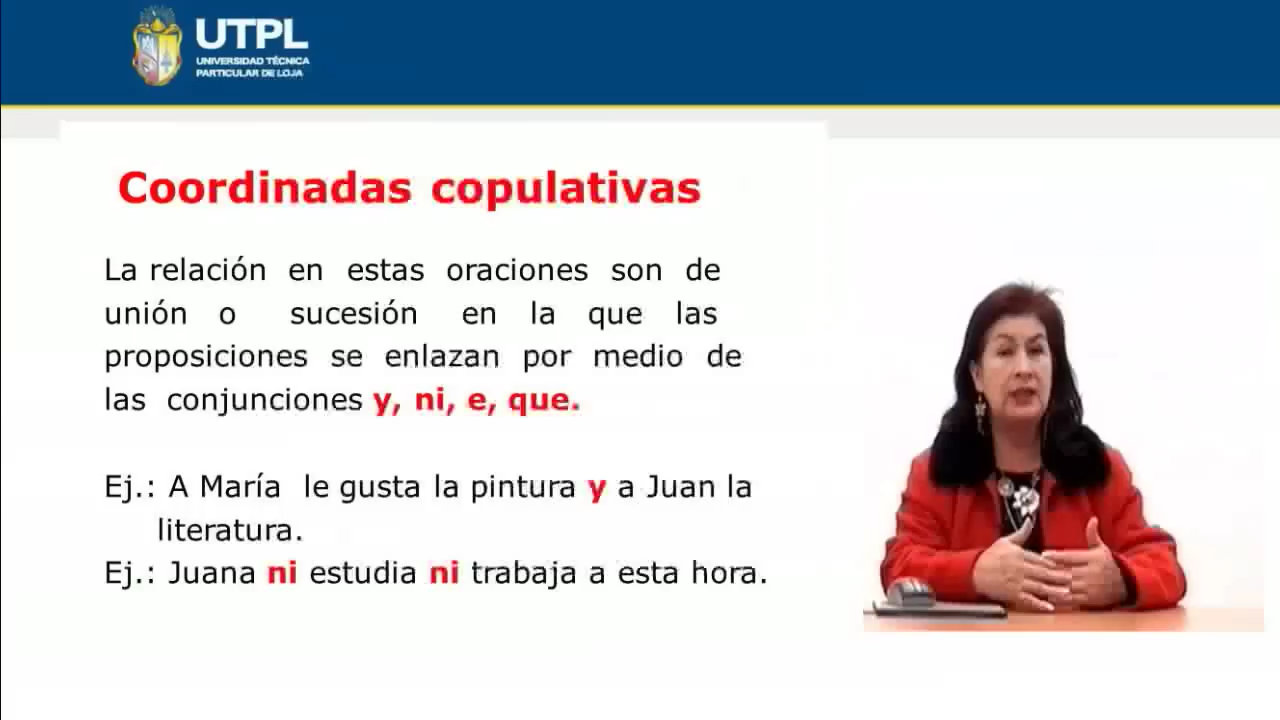 UTPL
UNIVERSIDAD TÉCNICA
PARTICULAR DE LOJA
Coordinadas copulativas
La relación en estas oraciones son de
unión o sucesión en la que las
proposiciones se enlazan por medio de
las conjunciones y, ni, e, que.
Ej.: A María le gusta la pintura y a Juan la
literatura.
Ej.: Juana ni estudia ni trabaja a esta hora.